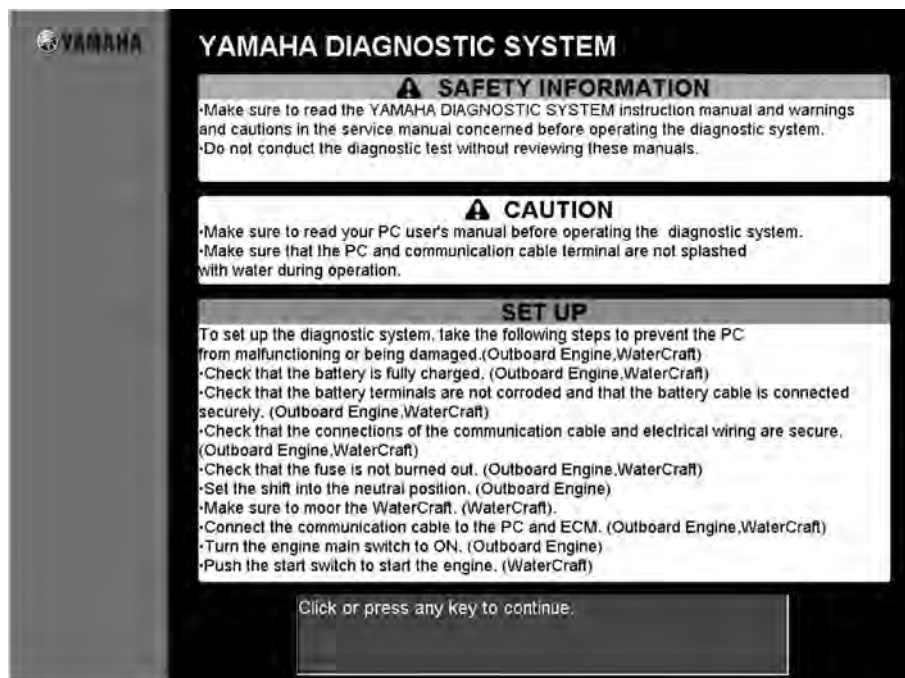 YAMAHA
YAMAHA DIAGNOSTIC SYSTEM
SAFETY INFORMATION
·Make sure to read the YAMAHA DIAGNOSTIC SYSTEM instruction manual and warnings
and cautions in the service manual concerned before operating the diagnostic system.
·Do not conduct the diagnostic test without reviewing these manuals.
CAUTION
·Make sure to read your PC user's manual before operating the  diagnostic system.
·Make sure that the PC and communication cable terminal are not splashed
with water during operation.
SET UP
To set up the diagnostic system, take the following steps to prevent the PC
from malfunctioning or being damaged.(Outboard Engine,WaterCraft)
·Check that the battery is fully charged. (Outboard Engine,WaterCraft)
·Check that the battery terminals are not corroded and that the battery cable is connected
securely. (Outboard Engine,WaterCraft)
·Check that the connections of the communication cable and electrical wiring are secure.
(Outboard Engine,WaterCraft)
·Check that the fuse is not burned out. (Outboard Engine,WaterCraft)
·Set the shift into the neutral position. (Outboard Engine)
·Make sure to moor the WaterCraft. (WaterCraft).
·Connect the communication cable to the PC and ECM. (Outboard Engine,WaterCraft)
·Turn the engine main switch to ON. (Outboard Engine)
·Push the start switch to start the engine. (WaterCraft)
Click or press any key to continue.